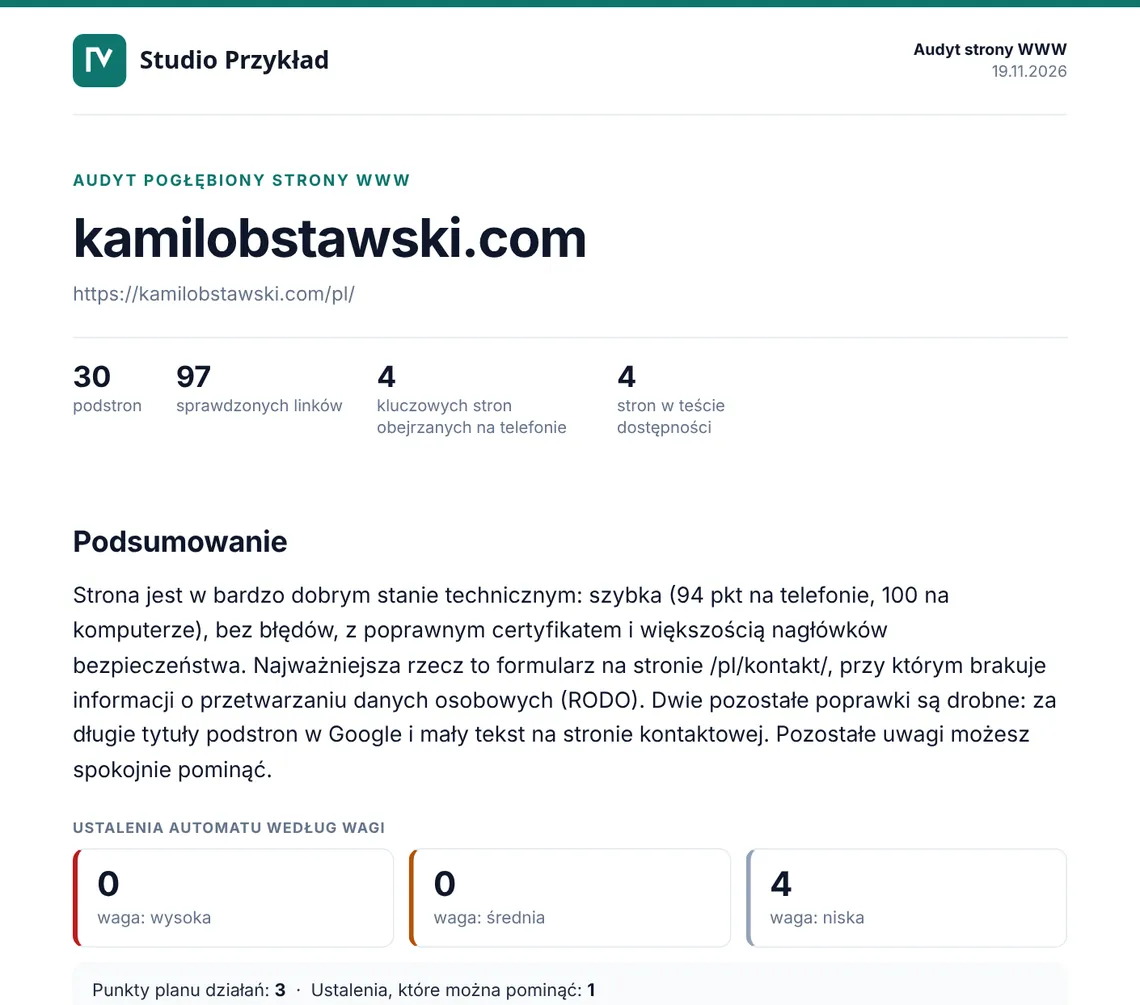 Studio Przykład
Audyt strony WWW
19.11.2026
AUDYT POGŁĘBIONY STRONY WWW
kamilobstawski.com
https://kamilobstawski.com/pl/
30
podstron
97
sprawdzonych linków
4
kluczowych stron
obejrzanych na telefonie
4
stron w teście
dostępności
Podsumowanie
Strona jest w bardzo dobrym stanie technicznym: szybka (94 pkt na telefonie, 100 na
komputerze), bez błędów, z poprawnym certyfikatem i większością nagłówków
bezpieczeństwa. Najważniejsza rzecz to formularz na stronie /pl/kontakt/, przy którym brakuje
informacji o przetwarzaniu danych osobowych (RODO). Dwie pozostałe poprawki są drobne: za
długie tytuły podstron w Google i mały tekst na stronie kontaktowej. Pozostałe uwagi możesz
spokojnie pominąć.
USTALENIA AUTOMATU WEDŁUG WAGI
0
waga: wysoka
0
waga: średnia
4
waga: niska
Punkty planu działań: 3 · Ustalenia, które można pominąć: 1